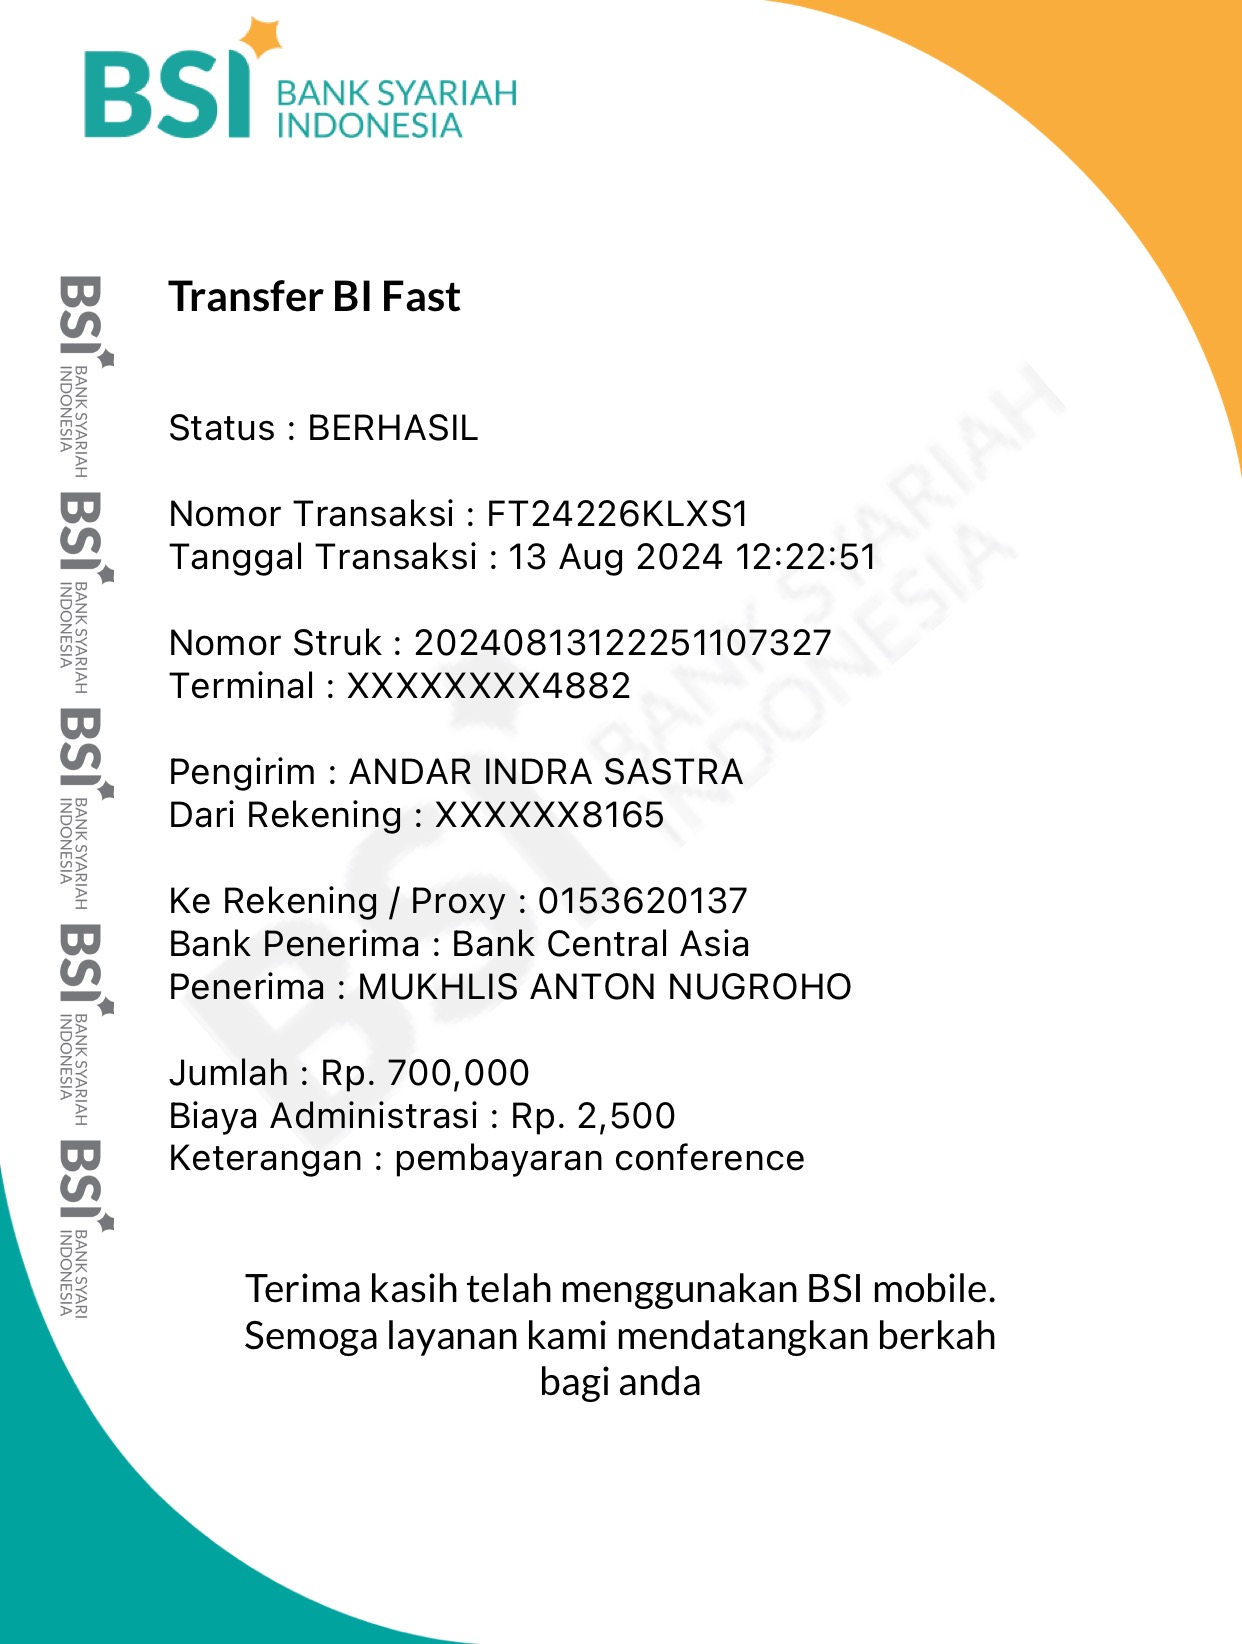 BSI BANK SYARIAH
INDONESIA
Transfer BI Fast
Status : BERHASIL
Nomor Transaksi : FT24226KLXS1
Tanggal Transaksi : 13 Aug 2024 12:22:51
Nomor Struk : 20240813122251107327
Terminal : XXXXXXXX4882
Pengirim : ANDAR INDRA SASTRA
Dari Rekening : XXXXXX8165
Ke Rekening / Proxy : 0153620137
Bank Penerima : Bank Central Asia
Penerima : MUKHLIS ANTON NUGROHO
Jumlah : Rp. 700,000
Biaya Administrasi : Rp. 2,500
Keterangan : pembayaran conference
Terima kasih telah menggunakan BSI mobile.
Semoga layanan kami mendatangkan berkah
bagi anda
BSI BANK SYARIAH
INDONESIA
BSI BANK SYARIAH
INDONESIA
BSI BANK SYARIAH
INDONESIA
BSI BANK SYARIAH
INDONESIA
BSI BANK SYARI
INDONESIA
BSI BANK SYARIAH
INDONESIA